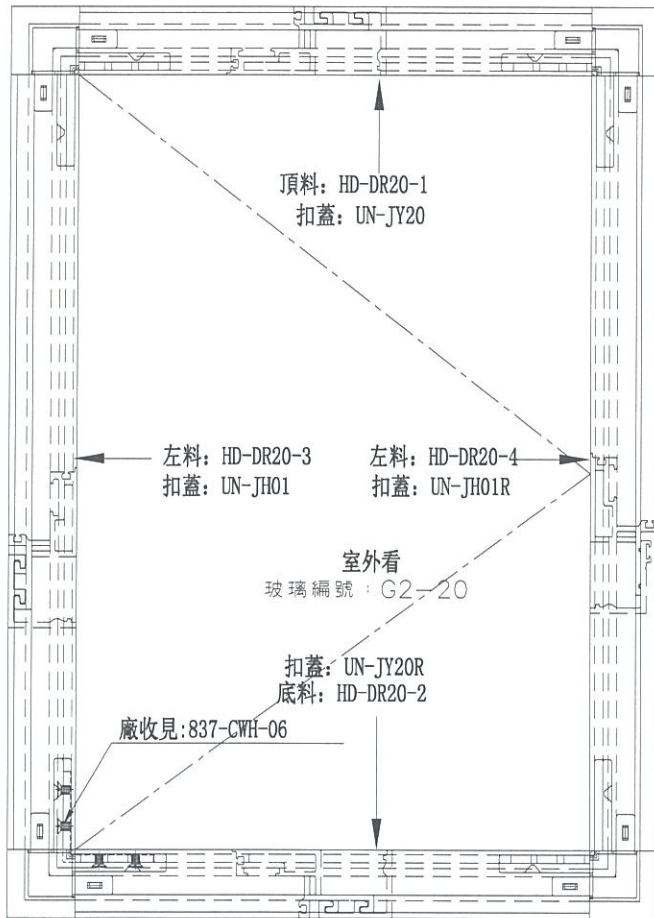 頂料: HD-DR20-1
扣蓋: UN-JY20
左料: HD-DR20-3
扣蓋: UN-JH01
左料: HD-DR20-4
扣蓋: UN-JH01R
室外看
玻璃編號:G2-20
扣蓋: UN-JY20R
底料: HD-DR20-2
廠收見:837-CWH-06